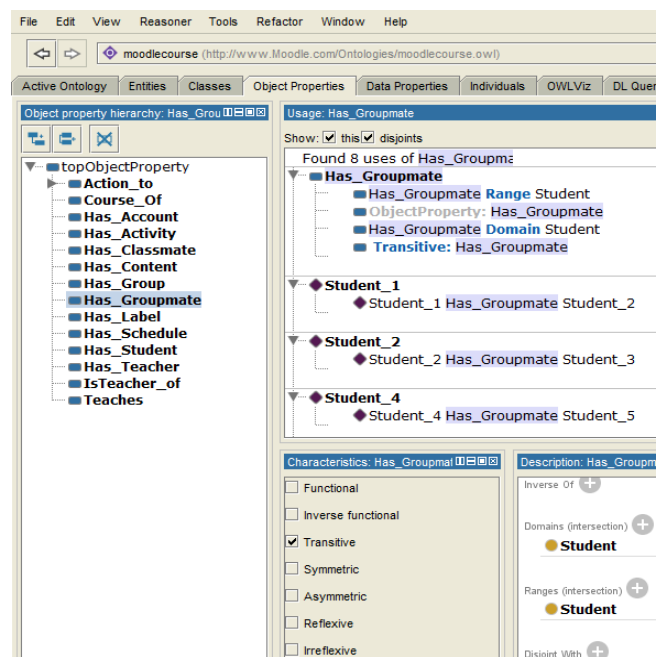 File Edit View Reasoner Tools Refactor Window Help
moodlecourse (http://www.Moodle.com/Ontologies/moodlecourse.owl)
Active Ontology Entities Classes Object Properties Data Properties Individuals OWLViz DL Quer
Object property hierarchy: Has_Grou
topObjectProperty
Action_to
Course_Of
Has_Account
Has_Activity
Has_Classmate
Has_Content
Has_Group
Has_Groupmate
Has_Label
Has_Schedule
Has_Student
Has_Teacher
IsTeacher_of
Teaches
Usage: Has_Groupmate
Show: this disjoints
Found 8 uses of Has_Groupma
Has_Groupmate
Has_Groupmate Range Student
ObjectProperty: Has_Groupmate
Has_Groupmate Domain Student
Transitive: Has_Groupmate
Student_1
Student_1 Has_Groupmate Student_2
Student_2
Student_2 Has_Groupmate Student_3
Student_4
Student_4 Has_Groupmate Student_5
Characteristics: Has_Groupmat
Functional
Inverse functional
Transitive
Symmetric
Asymmetric
Reflexive
Irreflexive
Description: Has_Groupm
Inverse Of
Domains (intersection)
Student
Ranges (intersection)
Student
Disjoint With